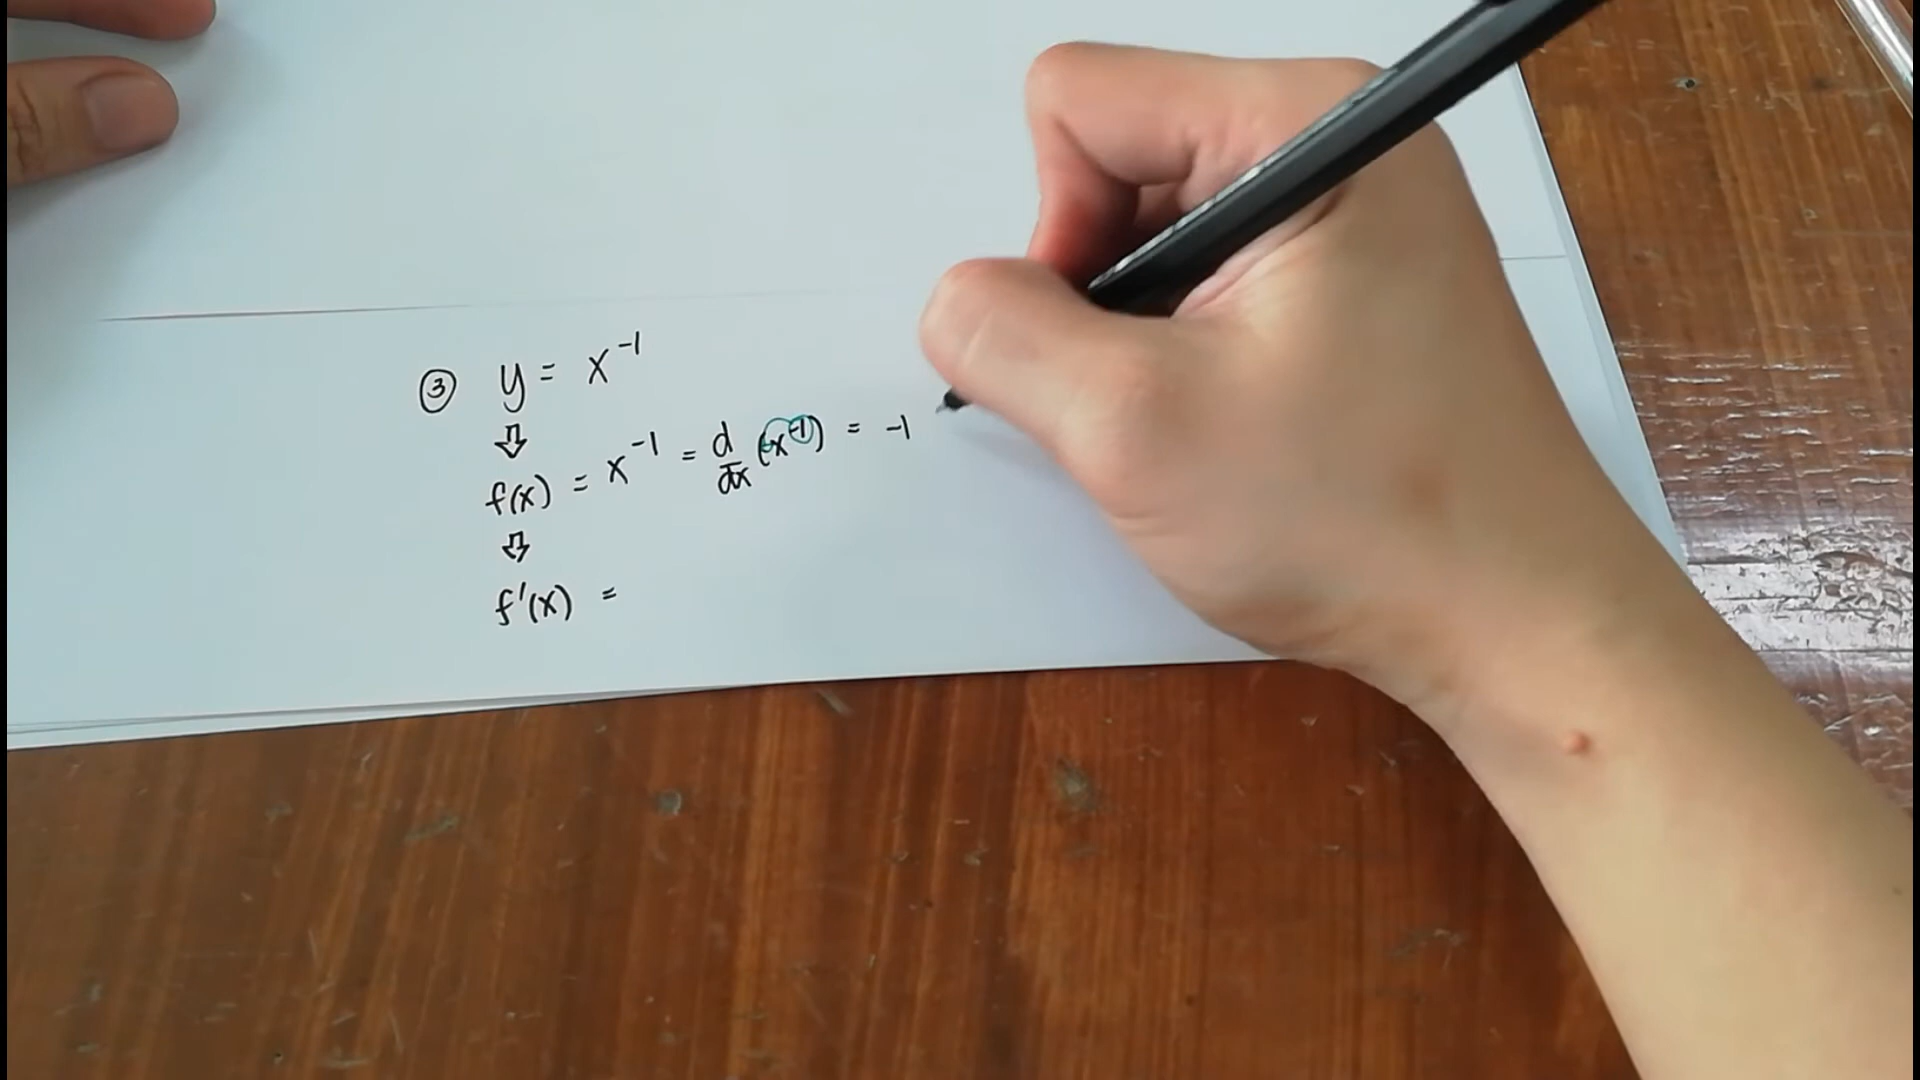 ③ y = x⁻¹
⇩
f(x) = x⁻¹ = d/dx (x⁻¹) = -1
⇩
f'(x) =